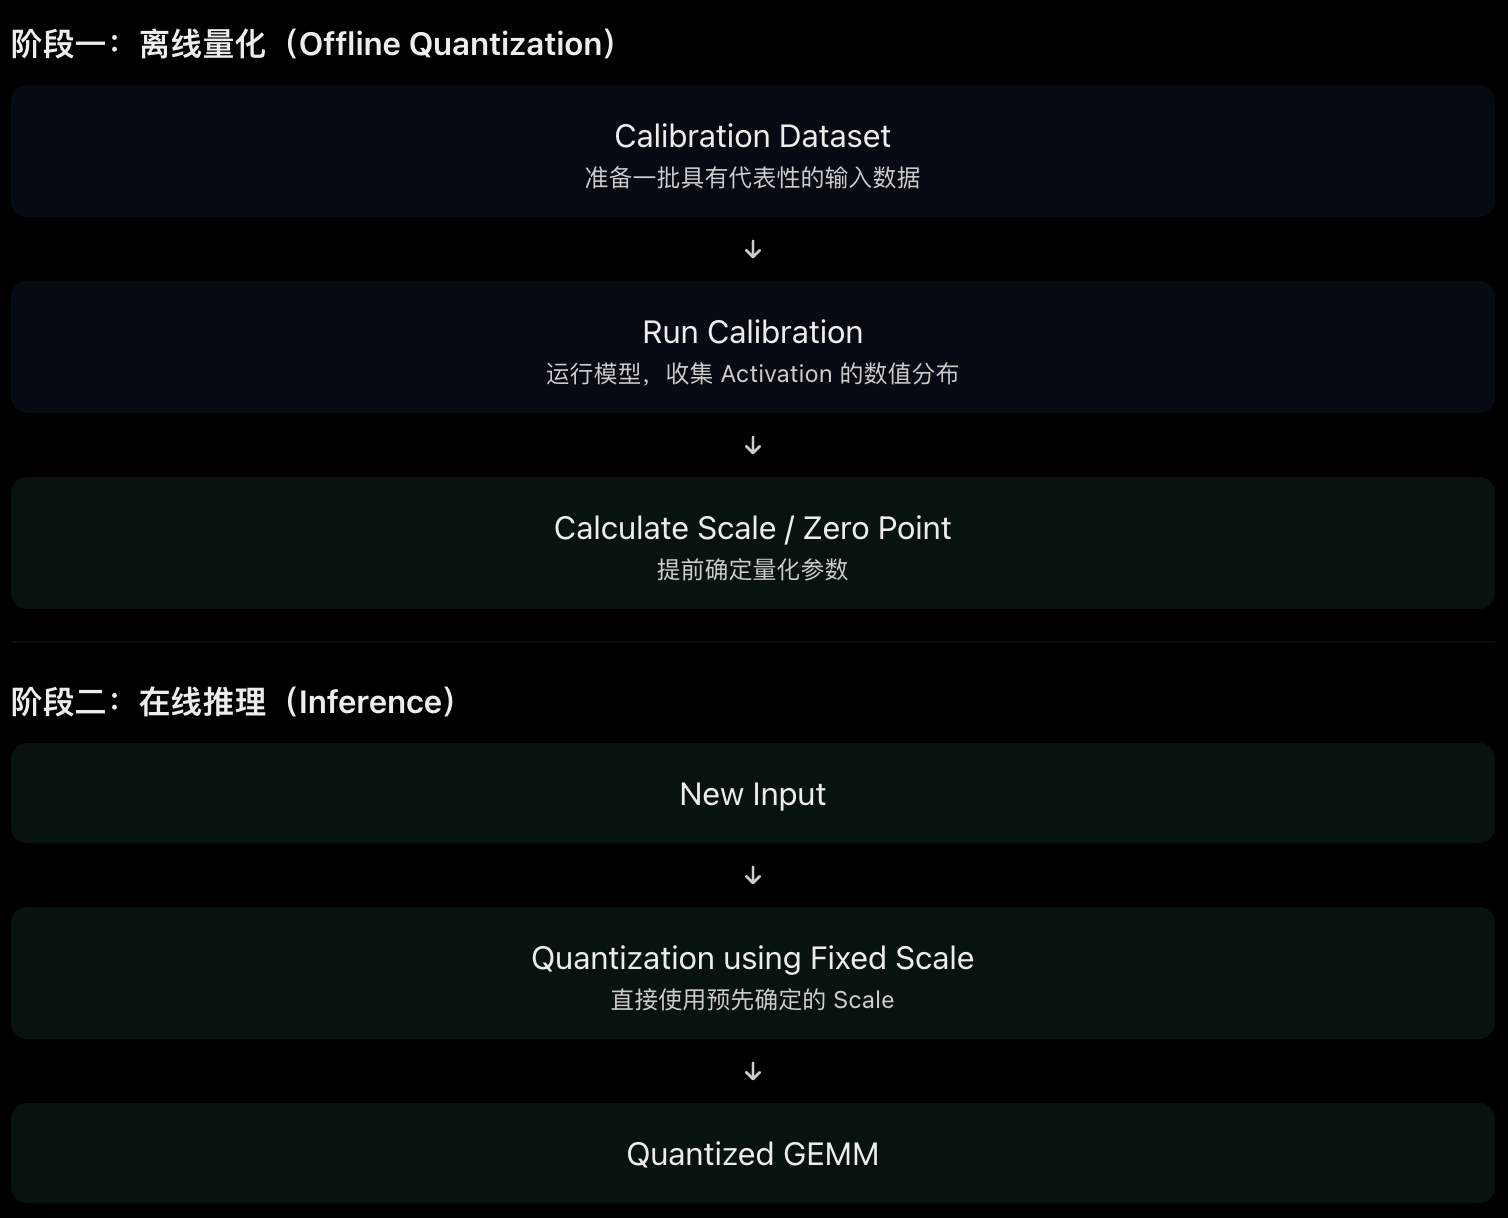 阶段一：离线量化（Offline Quantization）
Calibration Dataset
准备一批具有代表性的输入数据
↓
Run Calibration
运行模型，收集 Activation 的数值分布
↓
Calculate Scale / Zero Point
提前确定量化参数
阶段二：在线推理（Inference）
New Input
↓
Quantization using Fixed Scale
直接使用预先确定的 Scale
↓
Quantized GEMM